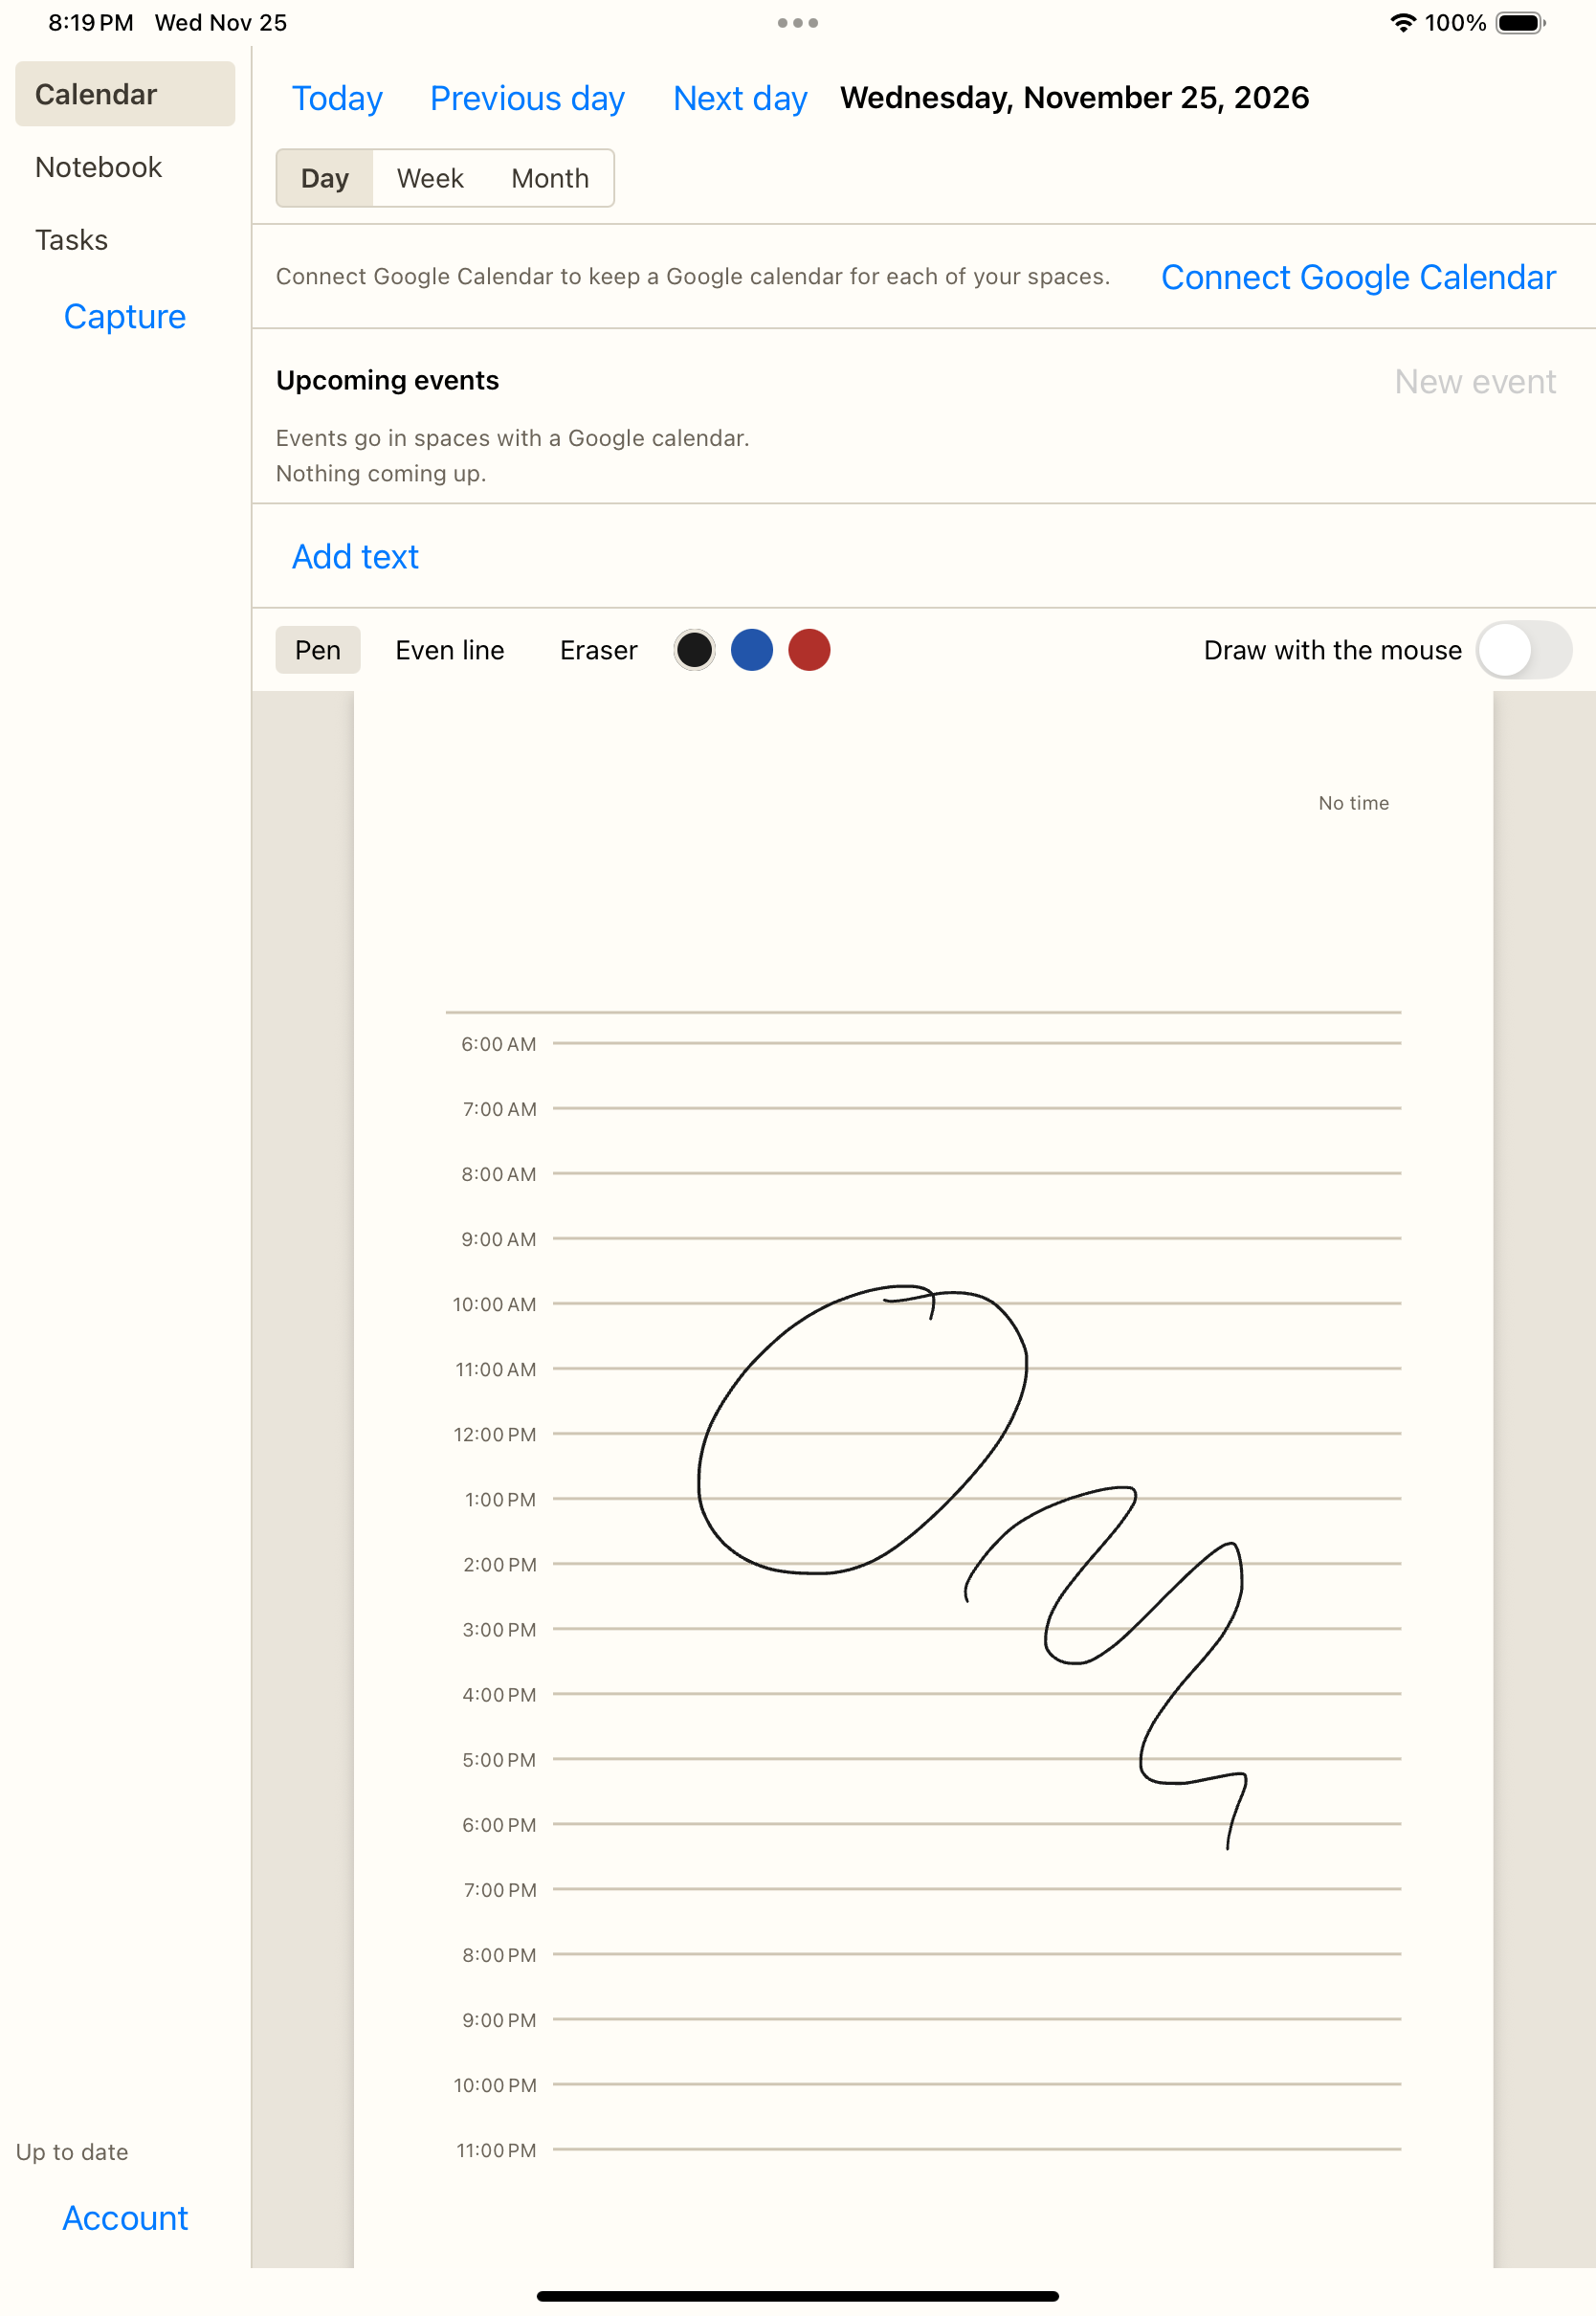 8:19 PM Wed Nov 25
100%
Calendar
Notebook
Tasks
Capture
Today Previous day Next day Wednesday, November 25, 2026
Day Week Month
Connect Google Calendar to keep a Google calendar for each of your spaces. Connect Google Calendar
Upcoming events New event
Events go in spaces with a Google calendar.
Nothing coming up.
Add text
Pen Even line Eraser Draw with the mouse
No time
6:00 AM
7:00 AM
8:00 AM
9:00 AM
10:00 AM
11:00 AM
12:00 PM
1:00 PM
2:00 PM
3:00 PM
4:00 PM
5:00 PM
6:00 PM
7:00 PM
8:00 PM
9:00 PM
10:00 PM
11:00 PM
Up to date
Account